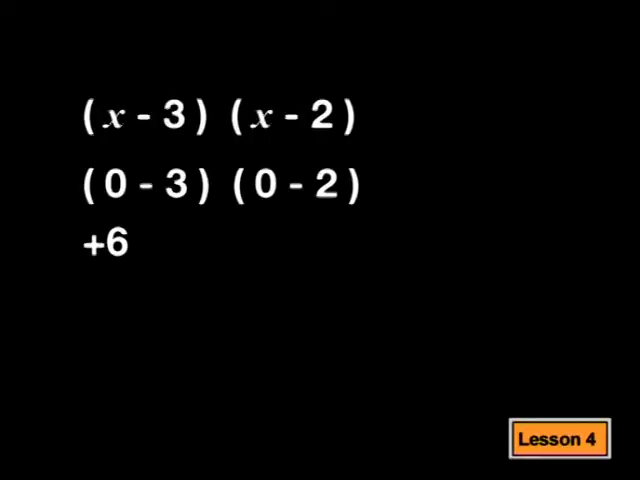 ( x - 3 ) ( x - 2 )
( 0 - 3 ) ( 0 - 2 )
+6
Lesson 4